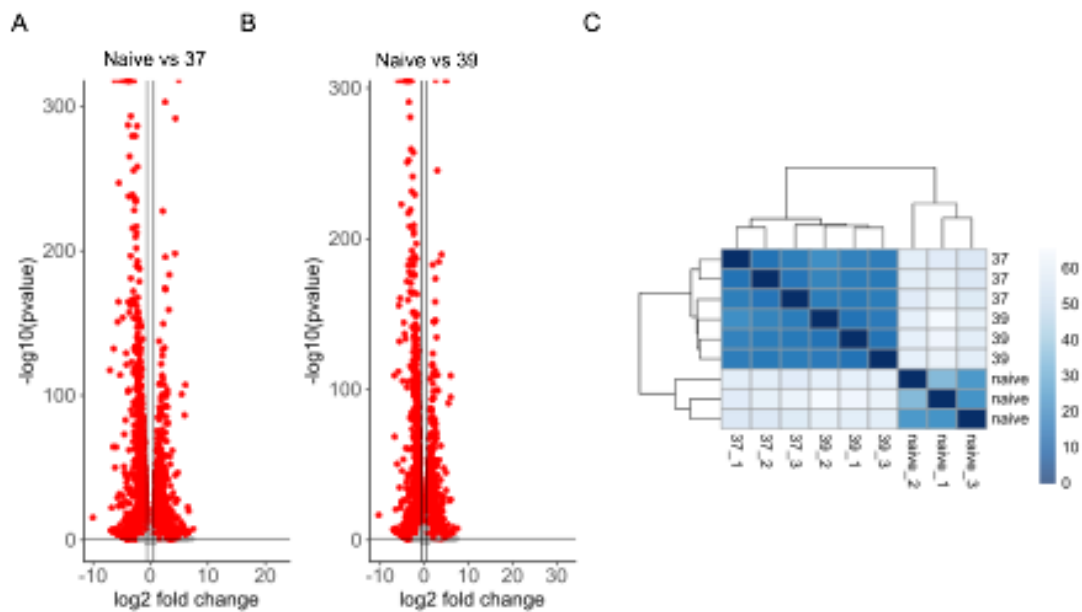 A
B
C
Naive vs 37
-log10(pvalue)
300
200
100
0
-10 0 10 20
log2 fold change
Naive vs 39
-log10(pvalue)
300
200
100
0
-10 0 10 20 30
log2 fold change
37
37
37
39
39
39
naive
naive
naive
37_1
37_2
37_3
39_2
39_1
39_3
naive_2
naive_1
naive_3
60
50
40
30
20
10
0